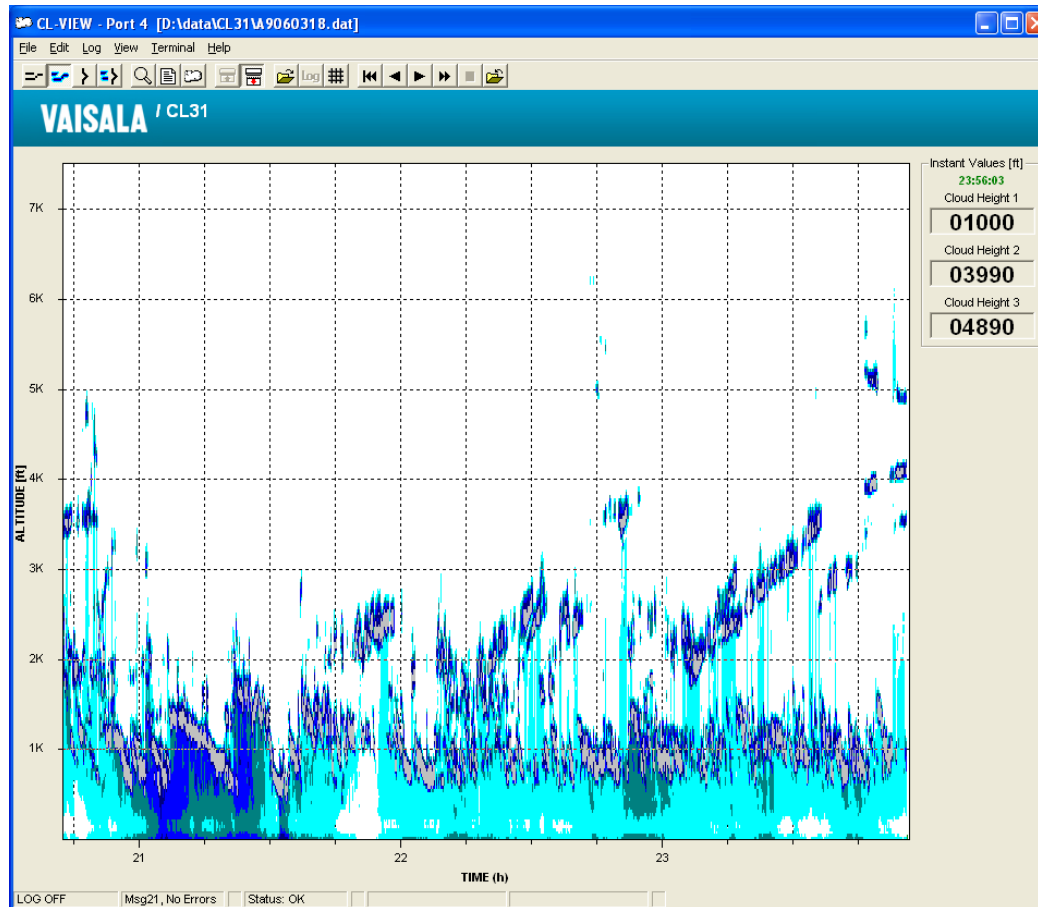 CL-VIEW - Port 4 [D:\data\CL31\A9060318.dat]
File Edit Log View Terminal Help
Log
VAISALA / CL31
Instant Values [ft]
23:56:03
Cloud Height 1
01000
Cloud Height 2
03990
Cloud Height 3
04890
7K
6K
5K
4K
3K
2K
1K
ALTITUDE [ft]
21 22 23
TIME (h)
LOG OFF Msg21, No Errors Status: OK